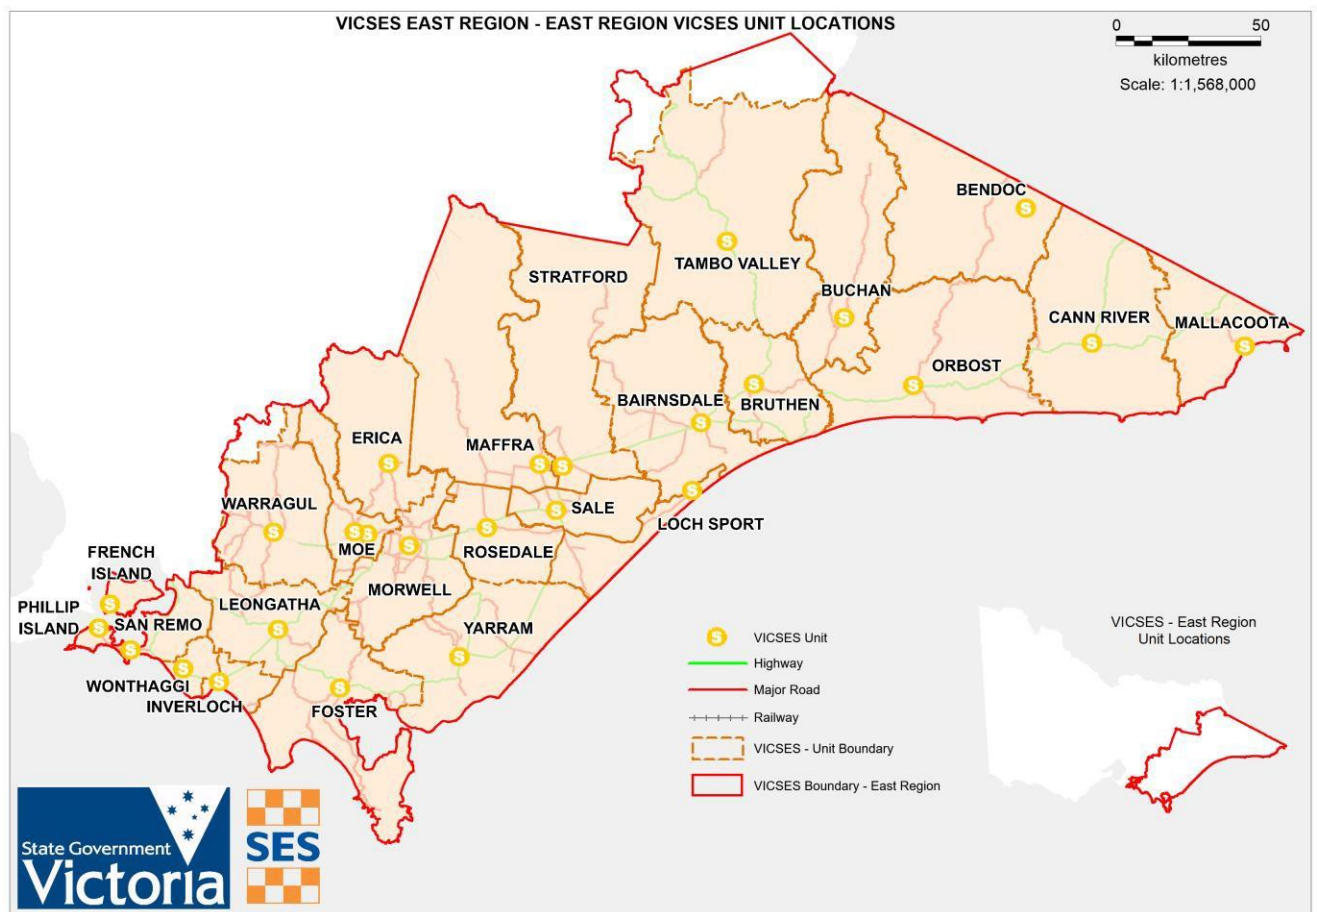 VICSES EAST REGION - EAST REGION VICSES UNIT LOCATIONS
0 50
kilometres
Scale: 1:1,568,000
BENDOC
TAMBO VALLEY
STRATFORD
BUCHAN
CANN RIVER
MALLACOOTA
ORBOST
BAIRNSDALE
BRUTHEN
ERICA
MAFFRA
WARRAGUL
SALE
LOCH SPORT
MOE
ROSEDALE
FRENCH
ISLAND
MORWELL
LEONGATHA
PHILLIP
ISLAND
SAN REMO
YARRAM
WONTHAGGI
INVERLOCH
FOSTER
S VICSES Unit
Highway
Major Road
Railway
VICSES - Unit Boundary
VICSES Boundary - East Region
VICSES - East Region
Unit Locations
State Government
Victoria
SES